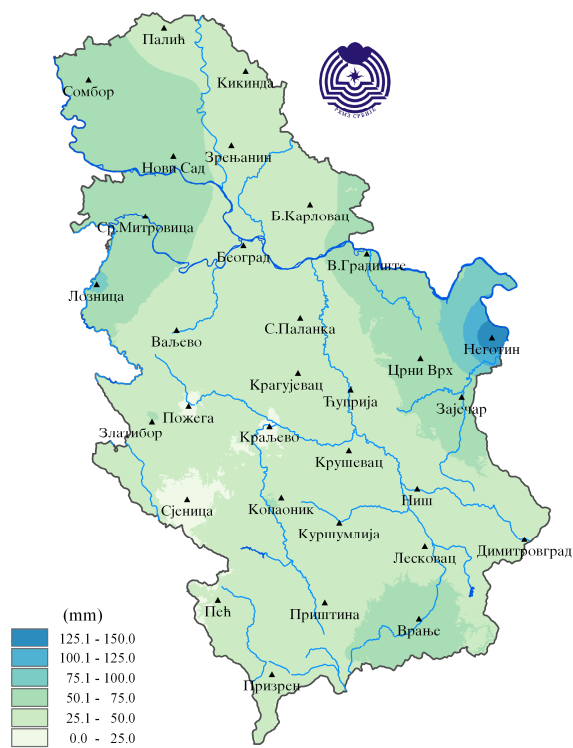 Палић
Кикинда
Сомбор
РХМЗ СРБИЈЕ
Зрењанин
Нови Сад
Б.Карловац
Ср.Митровица
Београд
В.Градиште
Лозница
С.Паланка
Ваљево
Неготин
Црни Врх
Крагујевац
Ћуприја
Зајечар
Пожега
Златибор
Краљево
Крушевац
Ниш
Сјеница
Копаоник
Куршумлија
Димитровград
Лесковац
Пећ
Приштина
Врање
Призрен
(mm)
125.1 - 150.0
100.1 - 125.0
75.1 - 100.0
50.1 - 75.0
25.1 - 50.0
0.0 - 25.0